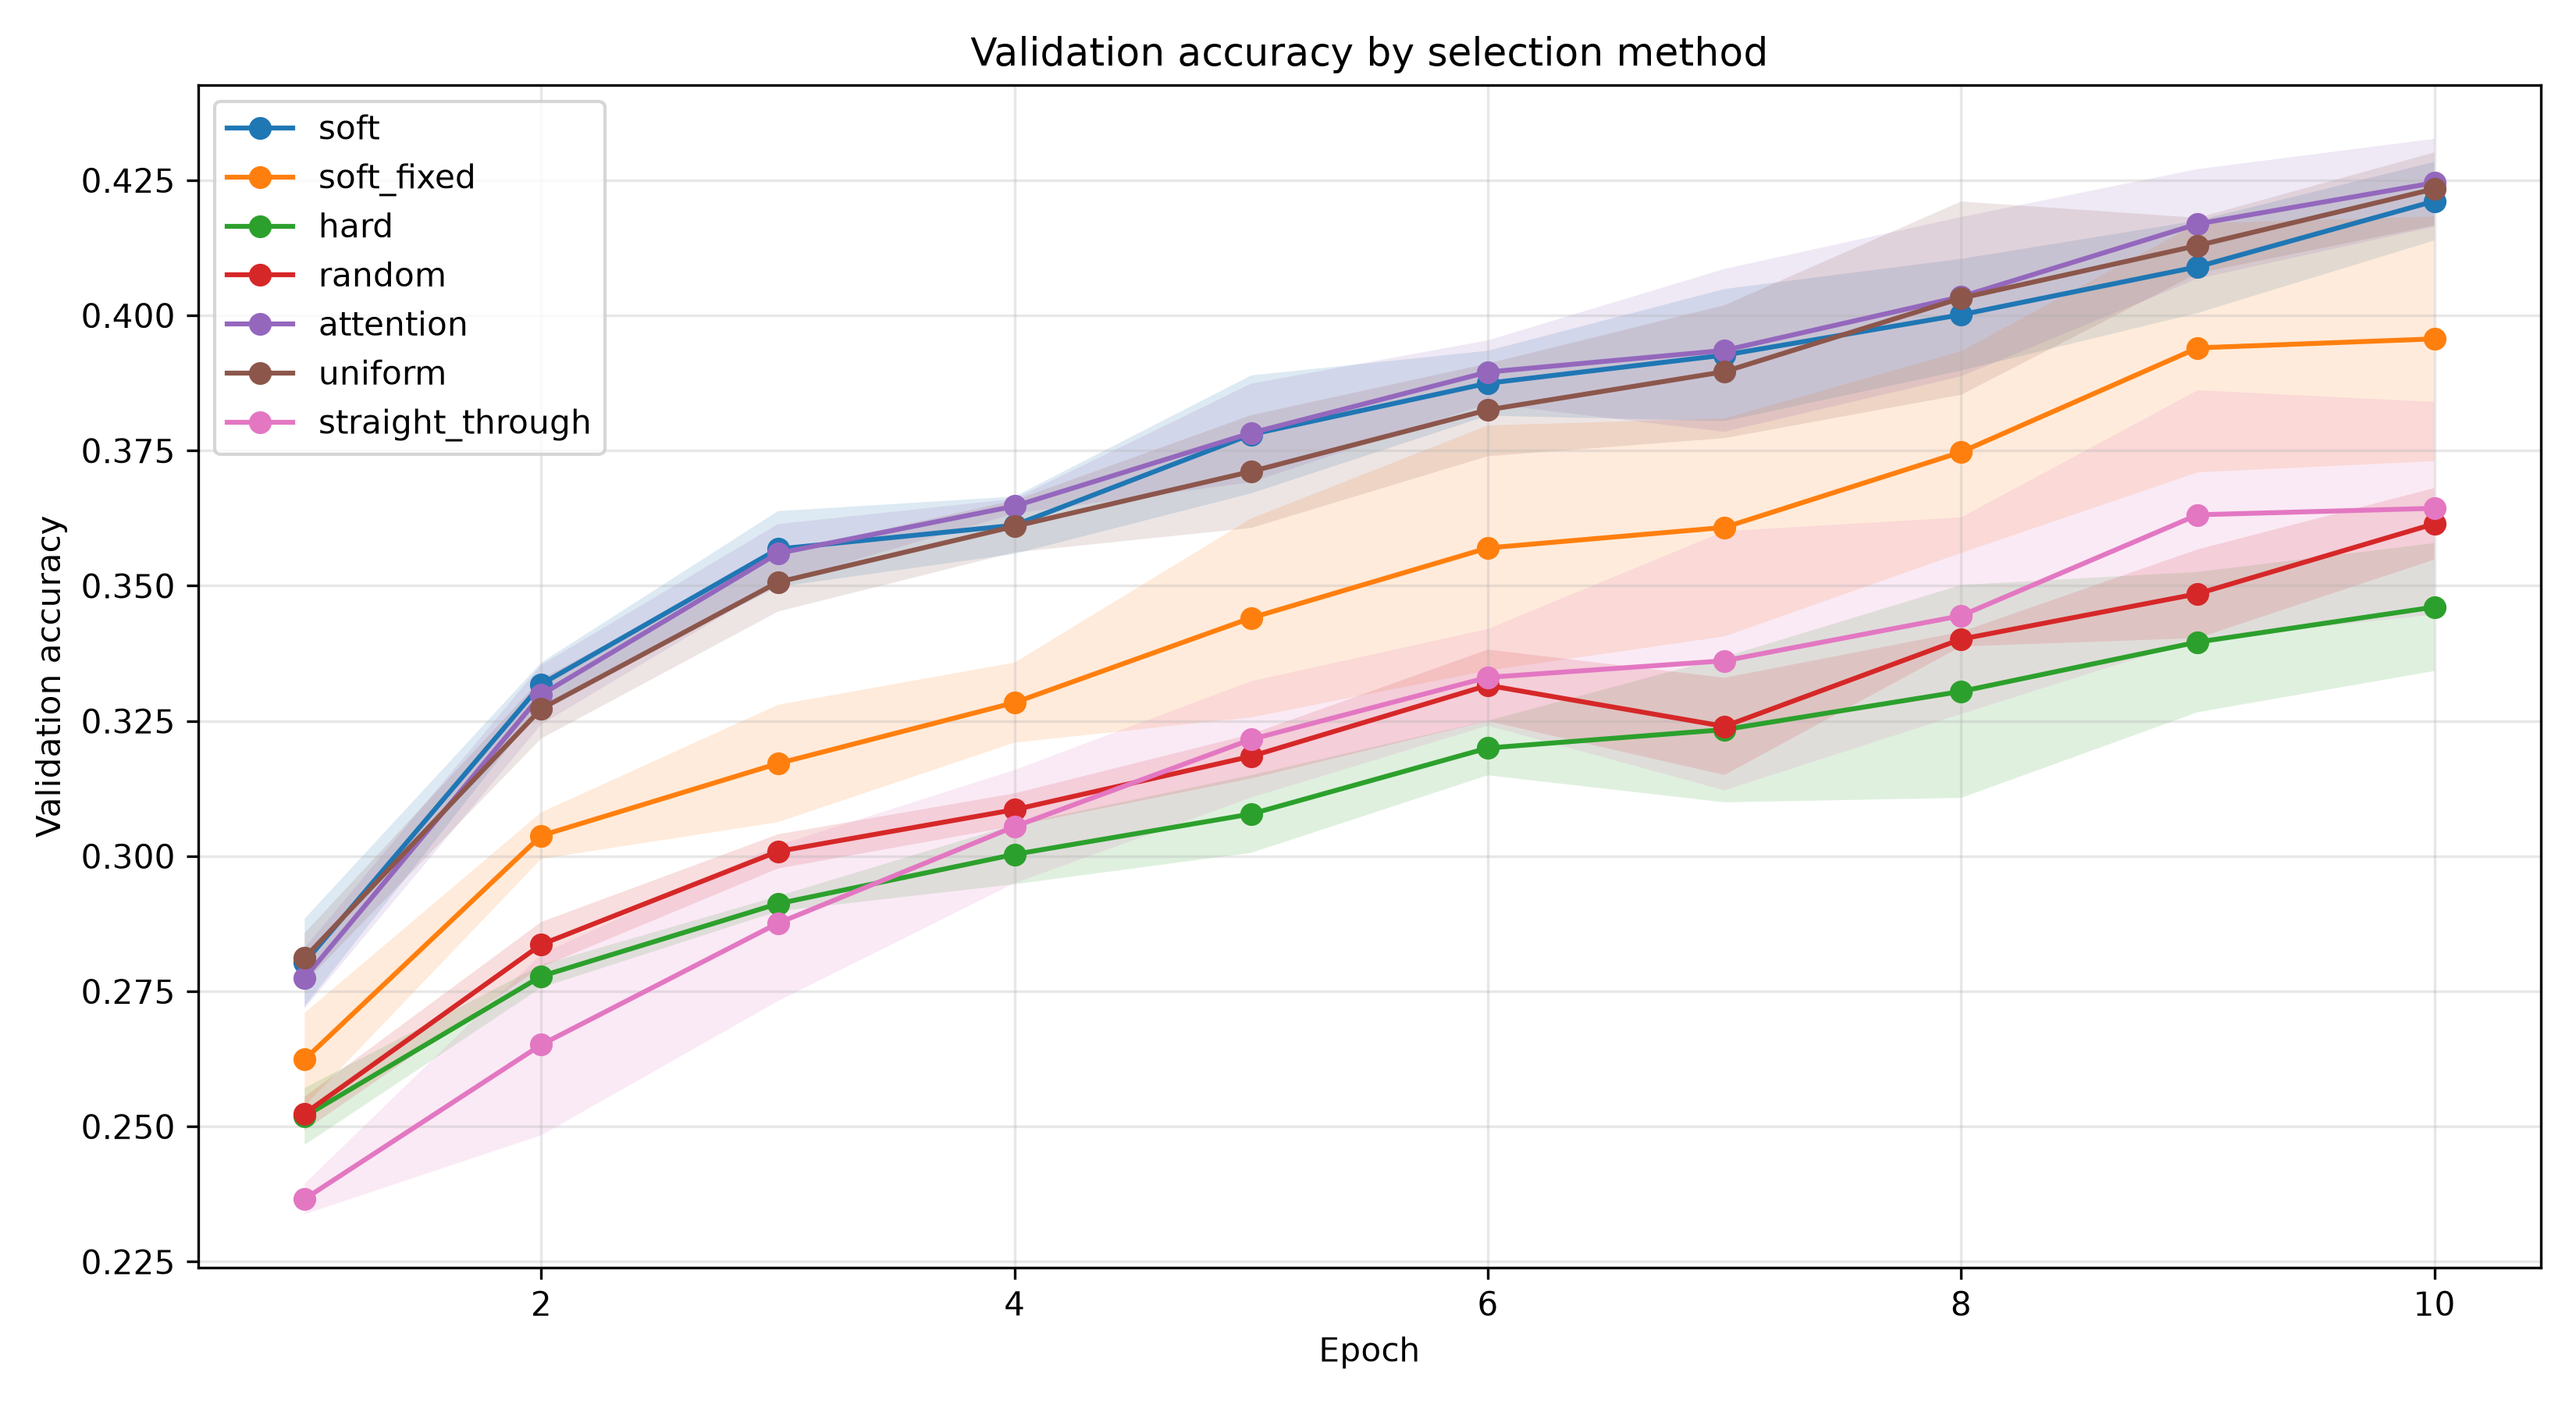 Validation accuracy by selection method
soft
soft_fixed
hard
random
attention
uniform
straight_through
Validation accuracy
0.425
0.400
0.375
0.350
0.325
0.300
0.275
0.250
0.225
2 4 6 8 10
Epoch